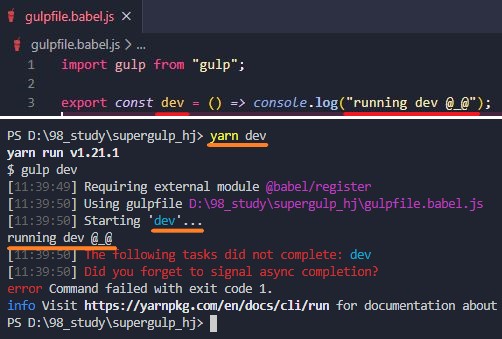 gulpfile.babel.js ×
gulpfile.babel.js > ...
1 import gulp from "gulp";
2
3 export const dev = () => console.log("running dev @_@");
PS D:\98_study\supergulp_hj> yarn dev
yarn run v1.21.1
$ gulp dev
[11:39:49] Requiring external module @babel/register
[11:39:50] Using gulpfile D:\98_study\supergulp_hj\gulpfile.babel.js
[11:39:50] Starting 'dev'...
running dev @_@
[11:39:50] The following tasks did not complete: dev
[11:39:50] Did you forget to signal async completion?
error Command failed with exit code 1.
info Visit https://yarnpkg.com/en/docs/cli/run for documentation about
PS D:\98_study\supergulp_hj>